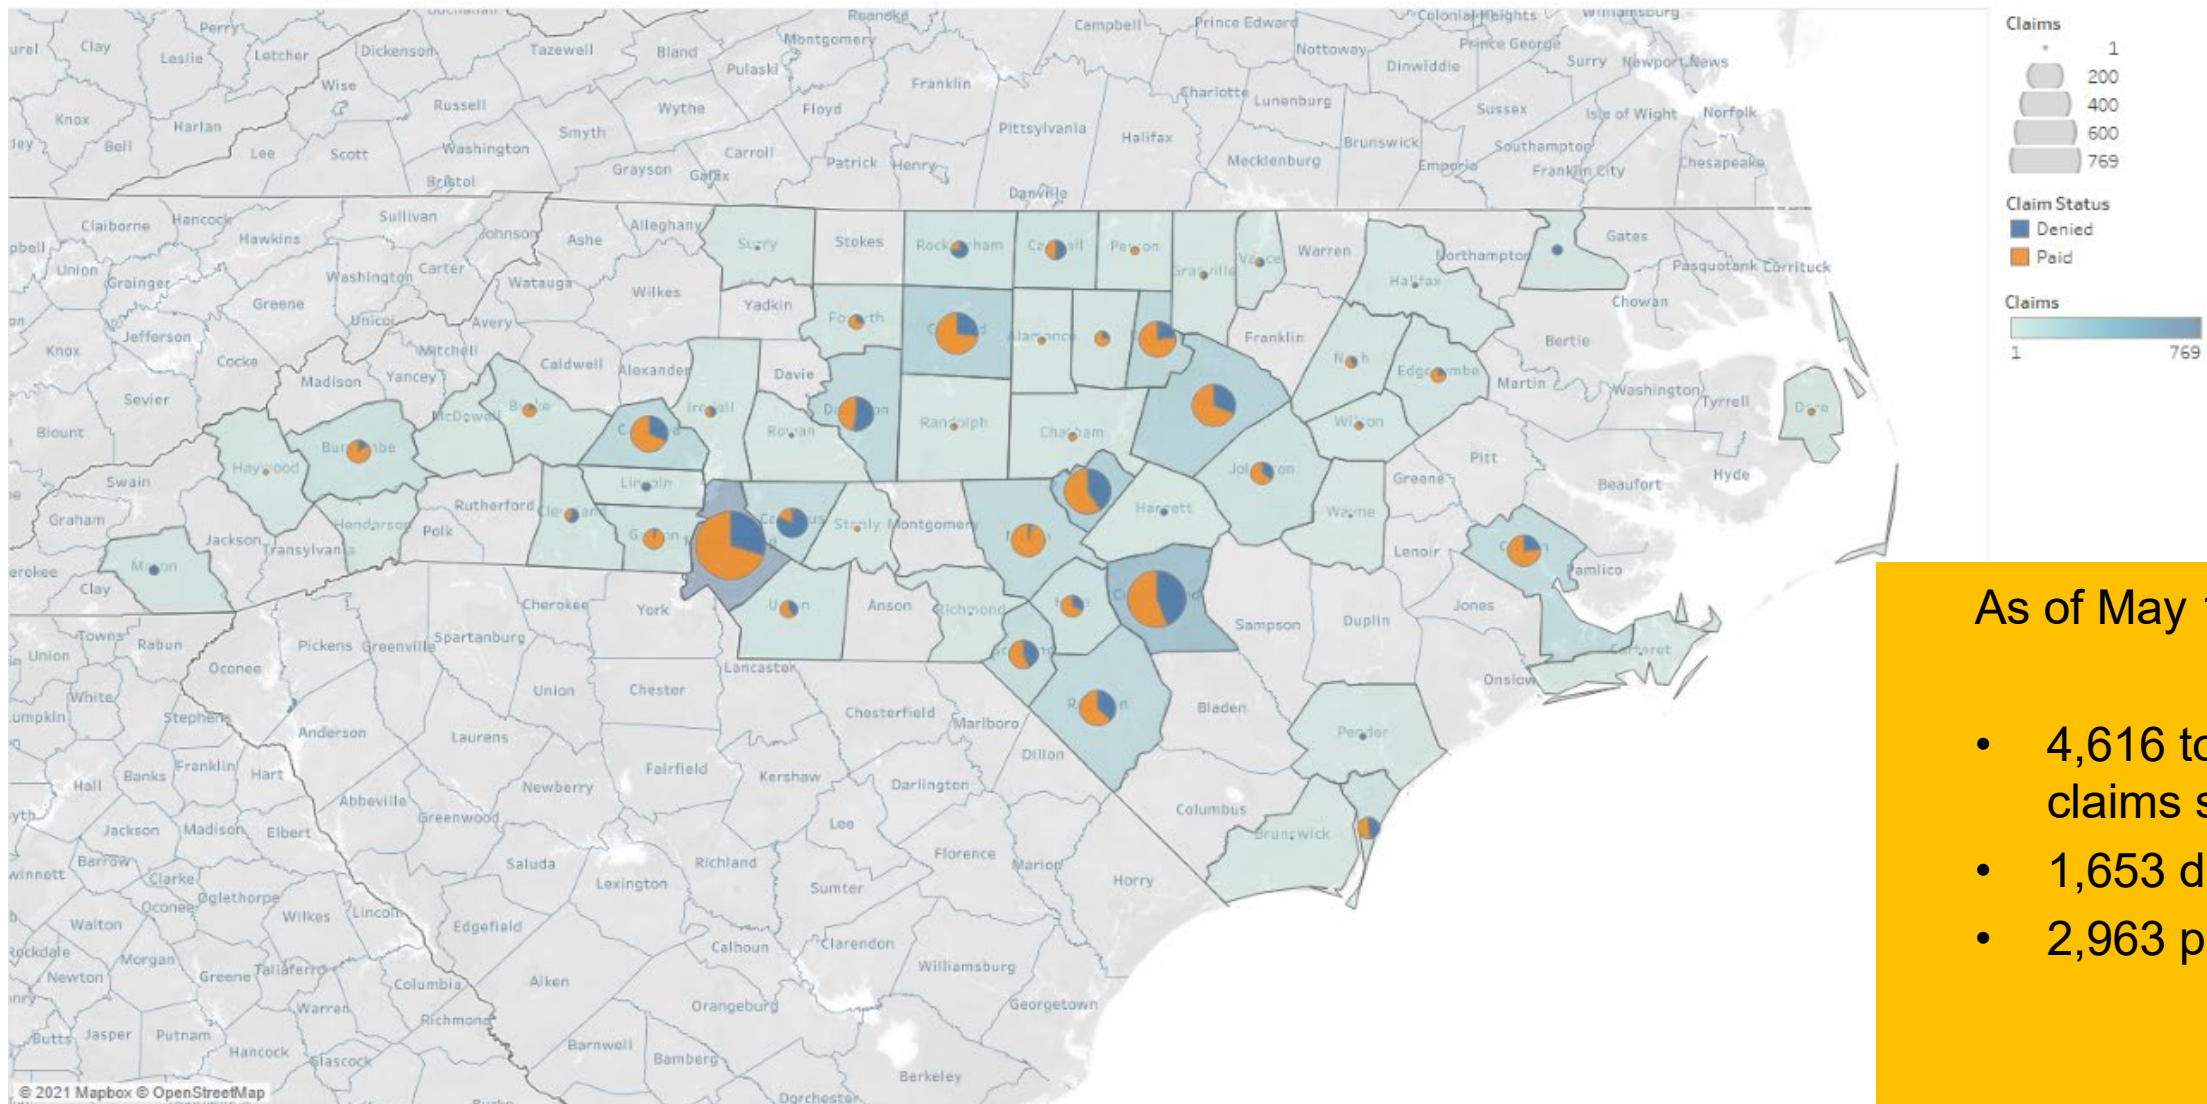 Perry
Buchanan
Roanoke
Campbell
Prince Edward
Colonial Heights
Williamsburg
Clay
Leslie
Letcher
Dickenson
Tazewell
Bland
Montgomery
Pulaski
Nottoway
Prince George
Dinwiddie
Surry
Newport News
Wise
Franklin
Knox
Harlan
Russell
Wythe
Floyd
Charlotte
Lunenburg
Sussex
Isle of Wight
Norfolk
Bell
Lee
Scott
Smyth
Washington
Carroll
Pittsylvania
Halifax
Brunswick
Southampton
Grayson
Galax
Patrick
Henry
Mecklenburg
Emporia
Franklin City
Chesapeake
Bristol
Danville
Claiborne
Hancock
Sullivan
Alleghany
Hawkins
Johnson
Ashe
Surry
Stokes
Person
Warren
Northampton
Gates
Union
Grainger
Washington
Carter
Watauga
Wilkes
Yadkin
Halifax
Pasquotank
Currituck
Chowan
Greene
Unicoi
Avery
Jefferson
Cocke
Knox
Mitchell
Caldwell
Alexander
Davie
Alamance
Franklin
Bertie
Madison
Yancey
Martin
Washington
Tyrrell
Sevier
McDowell
Iredell
Rowan
Randolph
Chatham
Wilson
Dare
Blount
Haywood
Pitt
Hyde
Swain
Lincoln
Greene
Beaufort
Graham
Henderson
Rutherford
Polk
Stanly
Montgomery
Harnett
Wayne
Lenoir
Jackson
Transylvania
Pamlico
Clay
Cherokee
York
Anson
Richmond
Sampson
Duplin
Jones
Towns
Union
Rabun
Oconee
Pickens
Greenville
Spartanburg
Lancaster
Onslow
Carteret
White
Union
Chester
Chesterfield
Marlboro
Bladen
Stephens
Anderson
Laurens
Dillon
Pender
Hall
Banks
Franklin
Hart
Newberry
Fairfield
Kershaw
Darlington
Abbeville
Greenwood
Columbus
Brunswick
Jackson
Madison
Elbert
Lee
Barrow
Clarke
Oconee
Oglethorpe
Saluda
Richland
Florence
Marion
Lexington
Sumter
Horry
Walton
Wilkes
Lincoln
Edgefield
Calhoun
Clarendon
Rockdale
Newton
Morgan
Greene
Taliaferro
Columbia
Aiken
Williamsburg
Warren
Richmond
Orangeburg
Georgetown
Butts
Jasper
Putnam
Hancock
Glascock
Barnwell
Bamberg
Berkeley
Dorchester
© 2021 Mapbox © OpenStreetMap
Claims
1
200
400
600
769
Claim Status
Denied
Paid
Claims
1 769
As of May
• 4,616 to
claims s
• 1,653 d
• 2,963 p